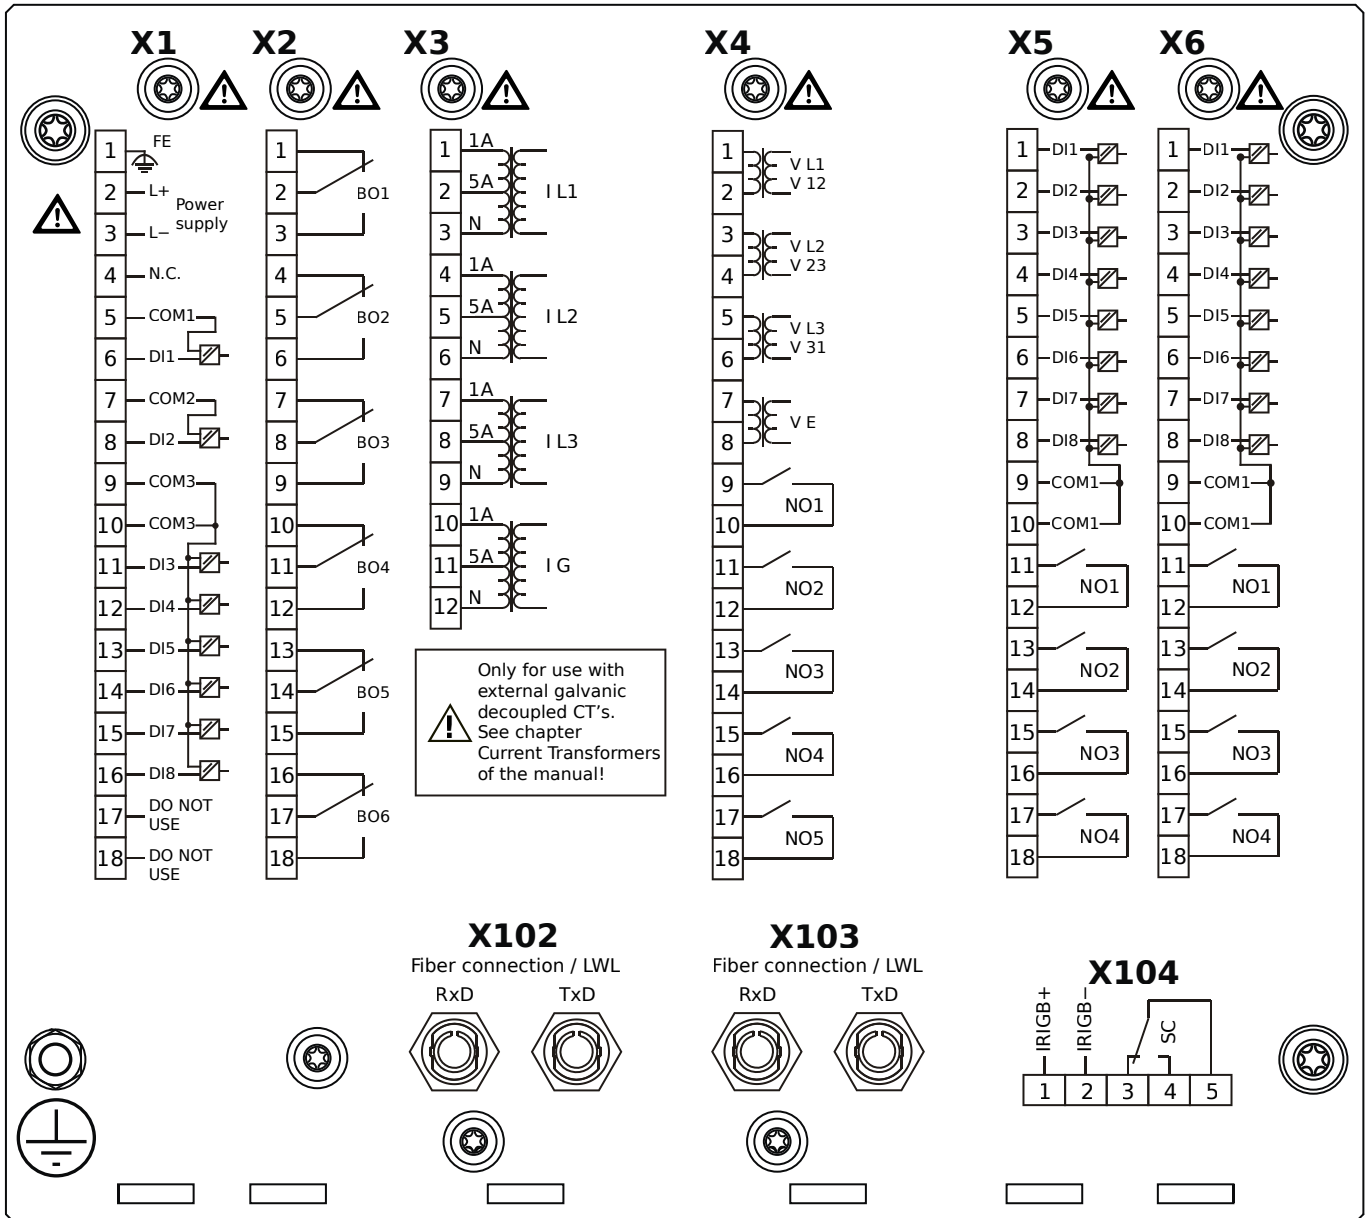 X1
X2
X3
X4
X5
X6
1 FE
2 L+
Power
supply
3 L−
4 N.C.
5 COM1
6 DI1
7 COM2
8 DI2
9 COM3
10 COM3
11 DI3
12 DI4
13 DI5
14 DI6
15 DI7
16 DI8
17 DO NOT
USE
18 DO NOT
USE
1
2 BO1
3
4
5 BO2
6
7
8 BO3
9
10
11 BO4
12
13
14 BO5
15
16
17 BO6
18
1 1A
2 5A I L1
3 N
4 1A
5 5A I L2
6 N
7 1A
8 5A I L3
9 N
10 1A
11 5A I G
12 N
Only for use with
external galvanic
decoupled CT's.
See chapter
Current Transformers
of the manual!
1 V L1
2 V 12
3 V L2
4 V 23
5 V L3
6 V 31
7
V E
8
9
NO1
10
11
NO2
12
13
NO3
14
15
NO4
16
17
NO5
18
1 DI1
2 DI2
3 DI3
4 DI4
5 DI5
6 DI6
7 DI7
8 DI8
9 COM1
10 COM1
11
NO1
12
13
NO2
14
15
NO3
16
17
NO4
18
1 DI1
2 DI2
3 DI3
4 DI4
5 DI5
6 DI6
7 DI7
8 DI8
9 COM1
10 COM1
11
NO1
12
13
NO2
14
15
NO3
16
17
NO4
18
X102
Fiber connection / LWL
RxD TxD
X103
Fiber connection / LWL
RxD TxD
X104
IRIGB+
IRIGB−
SC
1 2 3 4 5